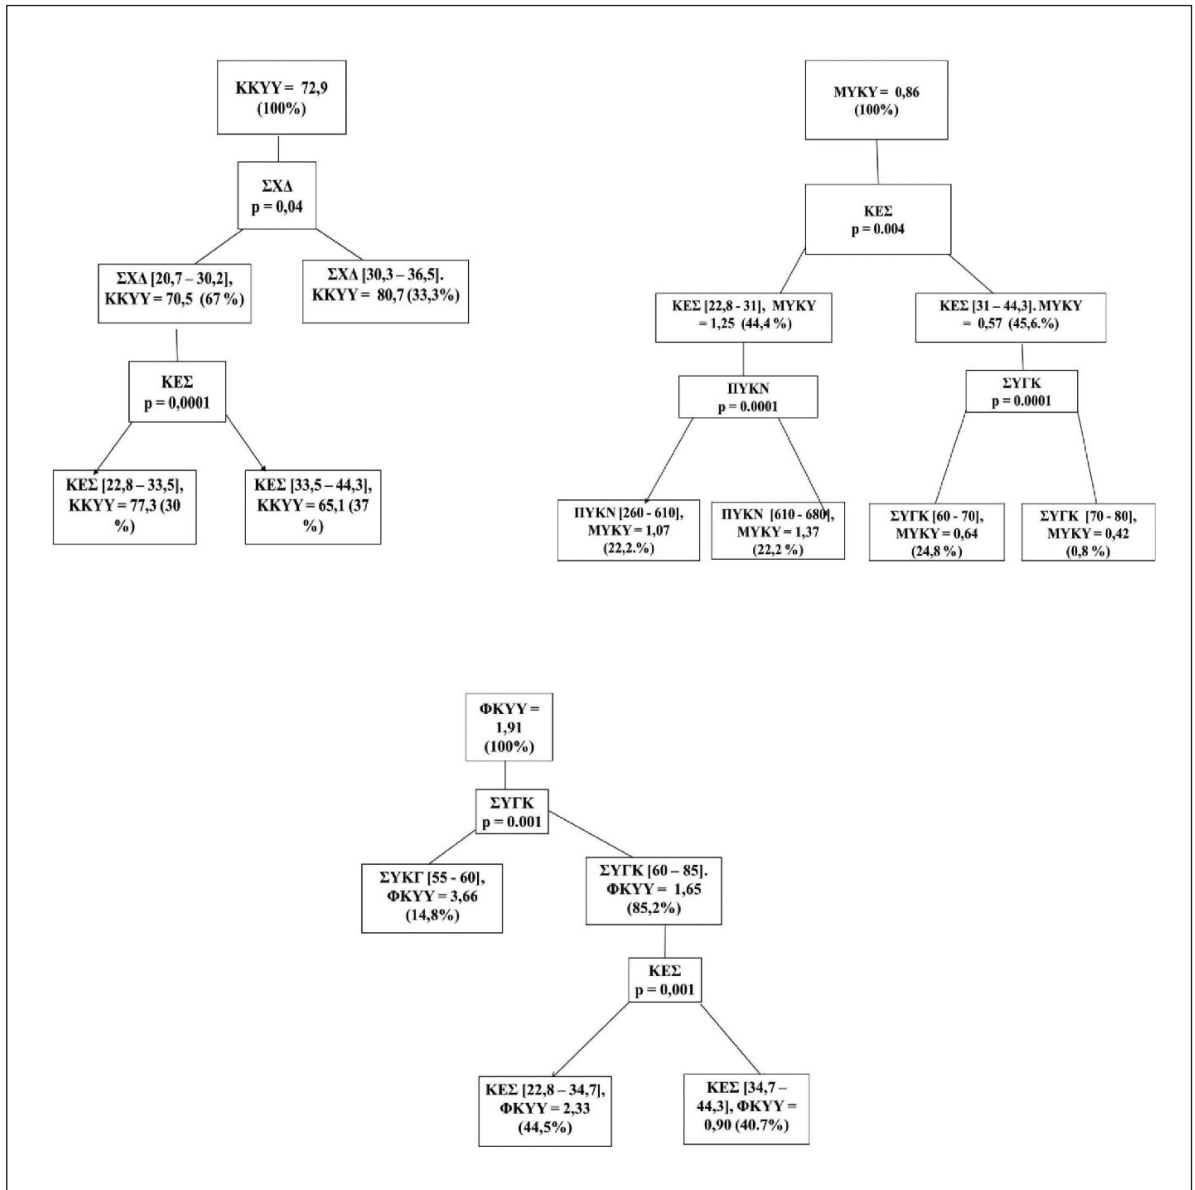 ΚΚΥΥ = 72,9
(100%)
ΣΧΔ
p = 0,04
ΣΧΔ [20,7 – 30,2],
ΚΚΥΥ = 70,5 (67 %)
ΣΧΔ [30,3 – 36,5].
ΚΚΥΥ = 80,7 (33,3%)
ΚΕΣ
p = 0,0001
ΚΕΣ [22,8 – 33,5],
ΚΚΥΥ = 77,3 (30
%)
ΚΕΣ [33,5 – 44,3],
ΚΚΥΥ = 65,1 (37
%)
ΜΥΚΥ = 0,86
(100%)
ΚΕΣ
p = 0.004
ΚΕΣ [22,8 - 31], ΜΥΚΥ
= 1,25 (44,4 %)
ΚΕΣ [31 – 44,3]. ΜΥΚΥ
= 0,57 (45,6.%)
ΠΥΚΝ
p = 0.0001
ΣΥΓΚ
p = 0.0001
ΠΥΚΝ [260 - 610],
ΜΥΚΥ = 1,07
(22,2.%)
ΠΥΚΝ [610 - 680],
ΜΥΚΥ = 1,37
(22,2 %)
ΣΥΓΚ [60 - 70],
ΜΥΚΥ = 0,64
(24,8 %)
ΣΥΓΚ [70 - 80],
ΜΥΚΥ = 0,42
(0,8 %)
ΦΚΥΥ =
1,91
(100%)
ΣΥΓΚ
p = 0.001
ΣΥΚΓ [55 - 60],
ΦΚΥΥ = 3,66
(14,8%)
ΣΥΓΚ [60 – 85].
ΦΚΥΥ = 1,65
(85,2%)
ΚΕΣ
p = 0,001
ΚΕΣ [22,8 – 34,7],
ΦΚΥΥ = 2,33
(44,5%)
ΚΕΣ [34,7 –
44,3], ΦΚΥΥ =
0,90 (40.7%)